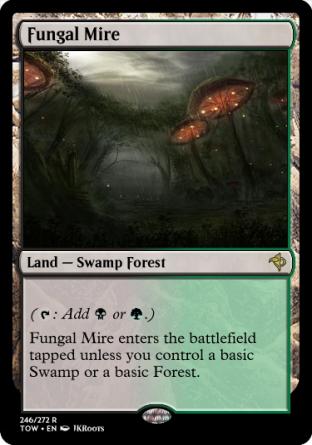 Fungal Mire
Land — Swamp Forest
(: Add or .)
Fungal Mire enters the battlefield
tapped unless you control a basic
Swamp or a basic Forest.
246/272 R
TOW • EN JKRoots